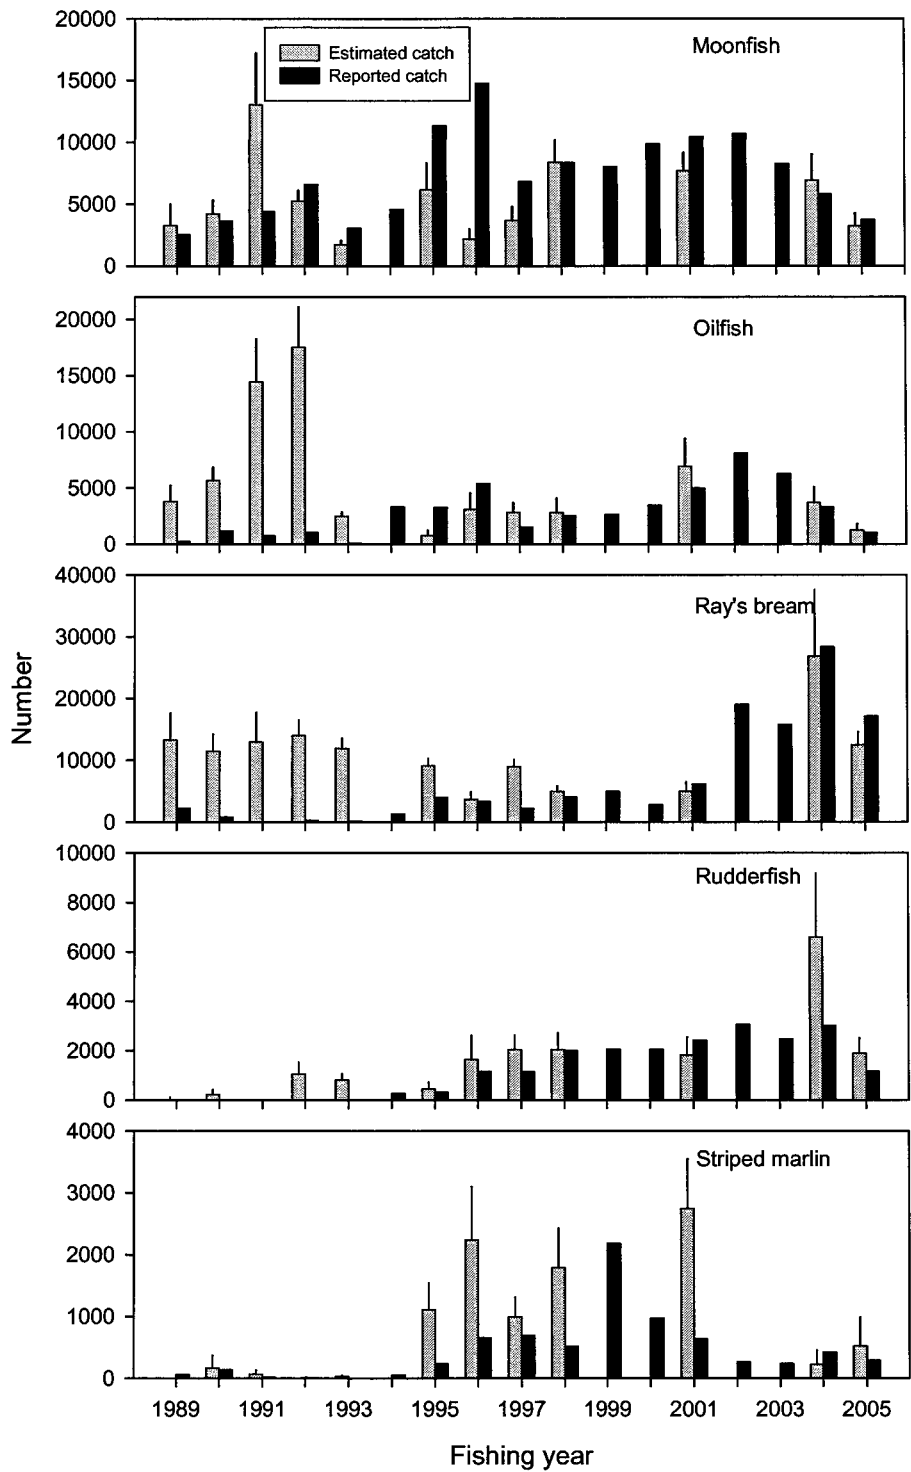 20000
15000
10000
5000
0
Estimated catch
Reported catch
Moonfish
20000
15000
10000
5000
0
Oilfish
40000
30000
20000
10000
0
Ray's bream
Number
10000
8000
6000
4000
2000
0
Rudderfish
4000
3000
2000
1000
0
Striped marlin
1989 1991 1993 1995 1997 1999 2001 2003 2005
Fishing year